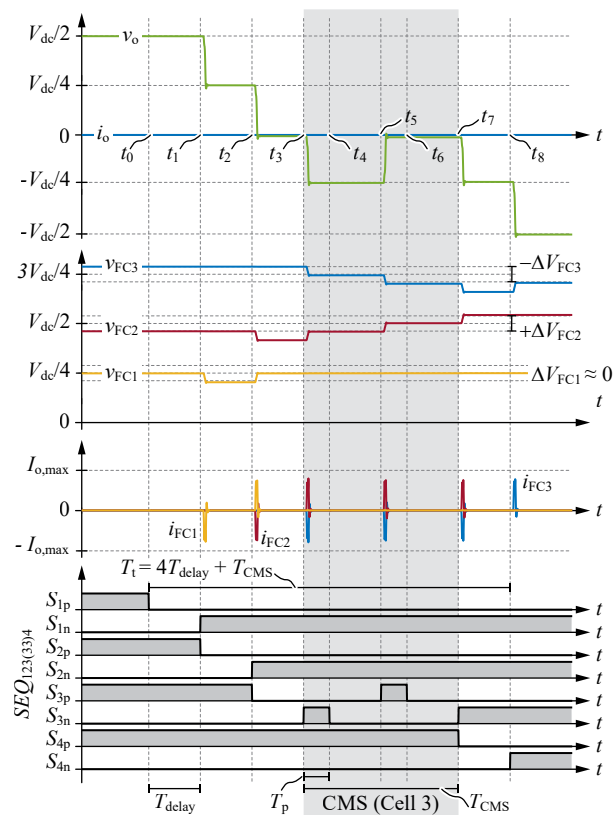 V_dc/2
v_o
V_dc/4
0
i_o
t
t_0 t_1 t_2 t_3 t_4 t_5 t_6 t_7 t_8
-V_dc/4
-V_dc/2
v_FC3
−ΔV_FC3
3V_dc/4
V_dc/2
v_FC2
+ΔV_FC2
V_dc/4
v_FC1
ΔV_FC1 ≈ 0
0
t
I_o,max
i_FC3
0
t
i_FC1
i_FC2
- I_o,max
T_t = 4T_delay + T_CMS
SEQ_123(33)4
S_1p
t
S_1n
t
S_2p
t
S_2n
t
S_3p
t
S_3n
t
S_4p
t
S_4n
t
T_delay
T_p
CMS (Cell 3)
T_CMS